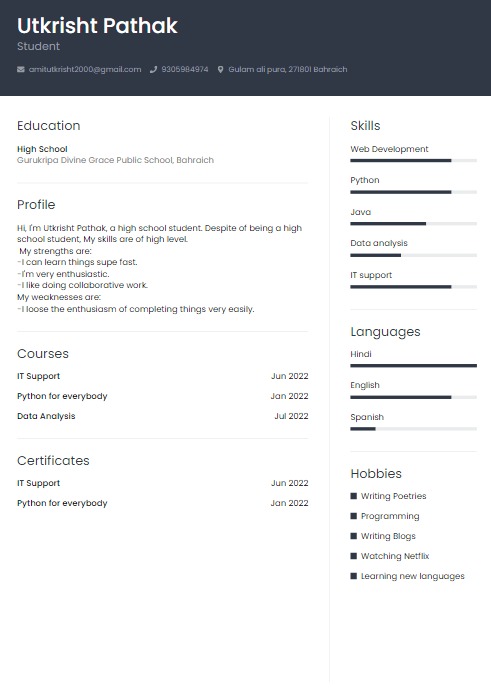 Utkrisht Pathak
Student
amitutkrisht2000@gmail.com 9305984974 Gulam ali pura, 271801 Bahraich
Education
High School
Gurukripa Divine Grace Public School, Bahraich
Profile
Hi, I'm Utkrisht Pathak, a high school student. Despite of being a high
school student, My skills are of high level.
My strengths are:
-I can learn things supe fast.
-I'm very enthusiastic.
-I like doing collaborative work.
My weaknesses are:
-I loose the enthusiasm of completing things very easily.
Courses
IT Support Jun 2022
Python for everybody Jan 2022
Data Analysis Jul 2022
Certificates
IT Support Jun 2022
Python for everybody Jan 2022
Skills
Web Development
Python
Java
Data analysis
IT support
Languages
Hindi
English
Spanish
Hobbies
Writing Poetries
Programming
Writing Blogs
Watching Netflix
Learning new languages